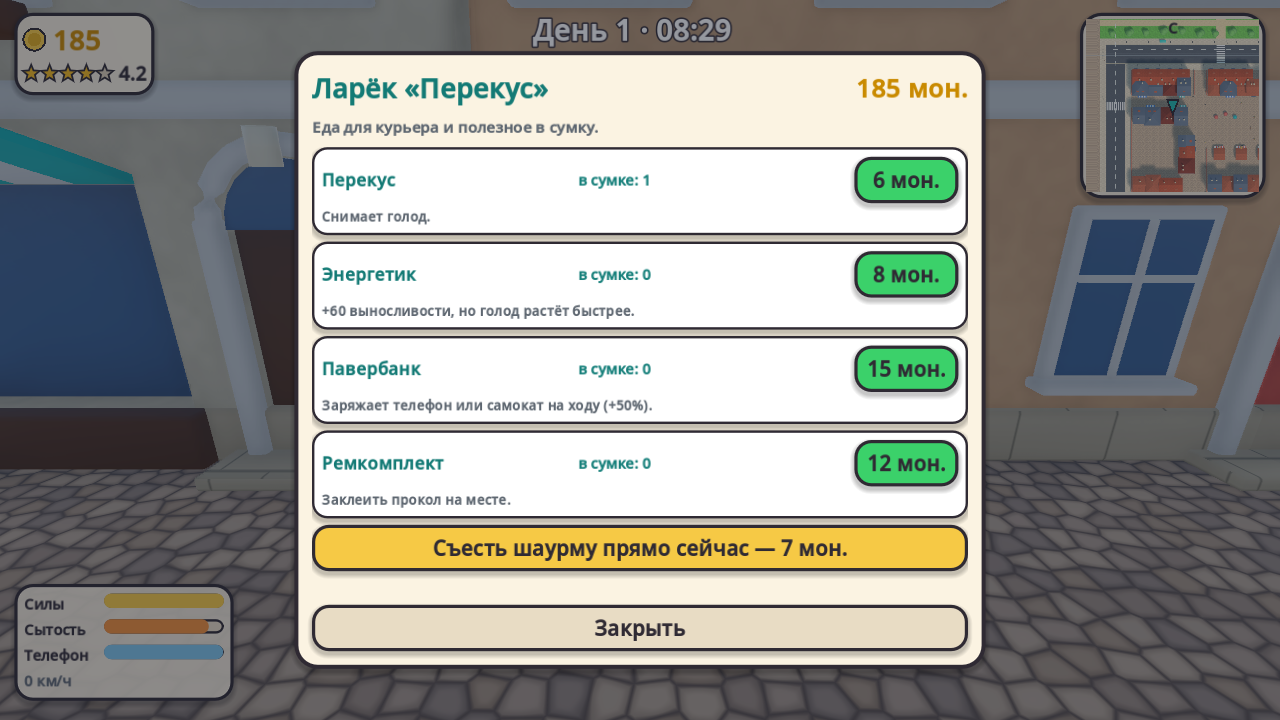 185
4.2
День 1 · 08:29
С
Ларёк «Перекус»
185 мон.
Еда для курьера и полезное в сумку.
Перекус
в сумке: 1
6 мон.
Снимает голод.
Энергетик
в сумке: 0
8 мон.
+60 выносливости, но голод растёт быстрее.
Павербанк
в сумке: 0
15 мон.
Заряжает телефон или самокат на ходу (+50%).
Ремкомплект
в сумке: 0
12 мон.
Заклеить прокол на месте.
Съесть шаурму прямо сейчас — 7 мон.
Закрыть
Силы
Сытость
Телефон
0 км/ч